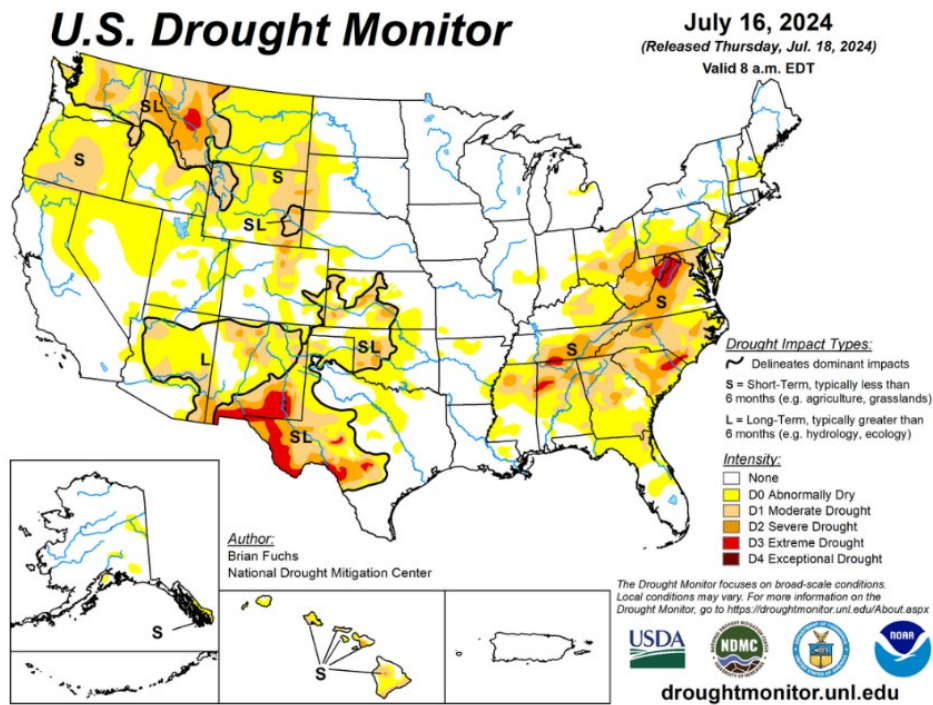 U.S. Drought Monitor
July 16, 2024
(Released Thursday, Jul. 18, 2024)
Valid 8 a.m. EDT
SL
S
S
SL
L
SL
SL
S
S
Drought Impact Types:
Delineates dominant impacts
S = Short-Term, typically less than
6 months (e.g. agriculture, grasslands)
L = Long-Term, typically greater than
6 months (e.g. hydrology, ecology)
Intensity:
None
D0 Abnormally Dry
D1 Moderate Drought
D2 Severe Drought
D3 Extreme Drought
D4 Exceptional Drought
S
Author:
Brian Fuchs
National Drought Mitigation Center
S
The Drought Monitor focuses on broad-scale conditions.
Local conditions may vary. For more information on the
Drought Monitor, go to https://droughtmonitor.unl.edu/About.aspx
USDA
NDMC
NOAA
droughtmonitor.unl.edu